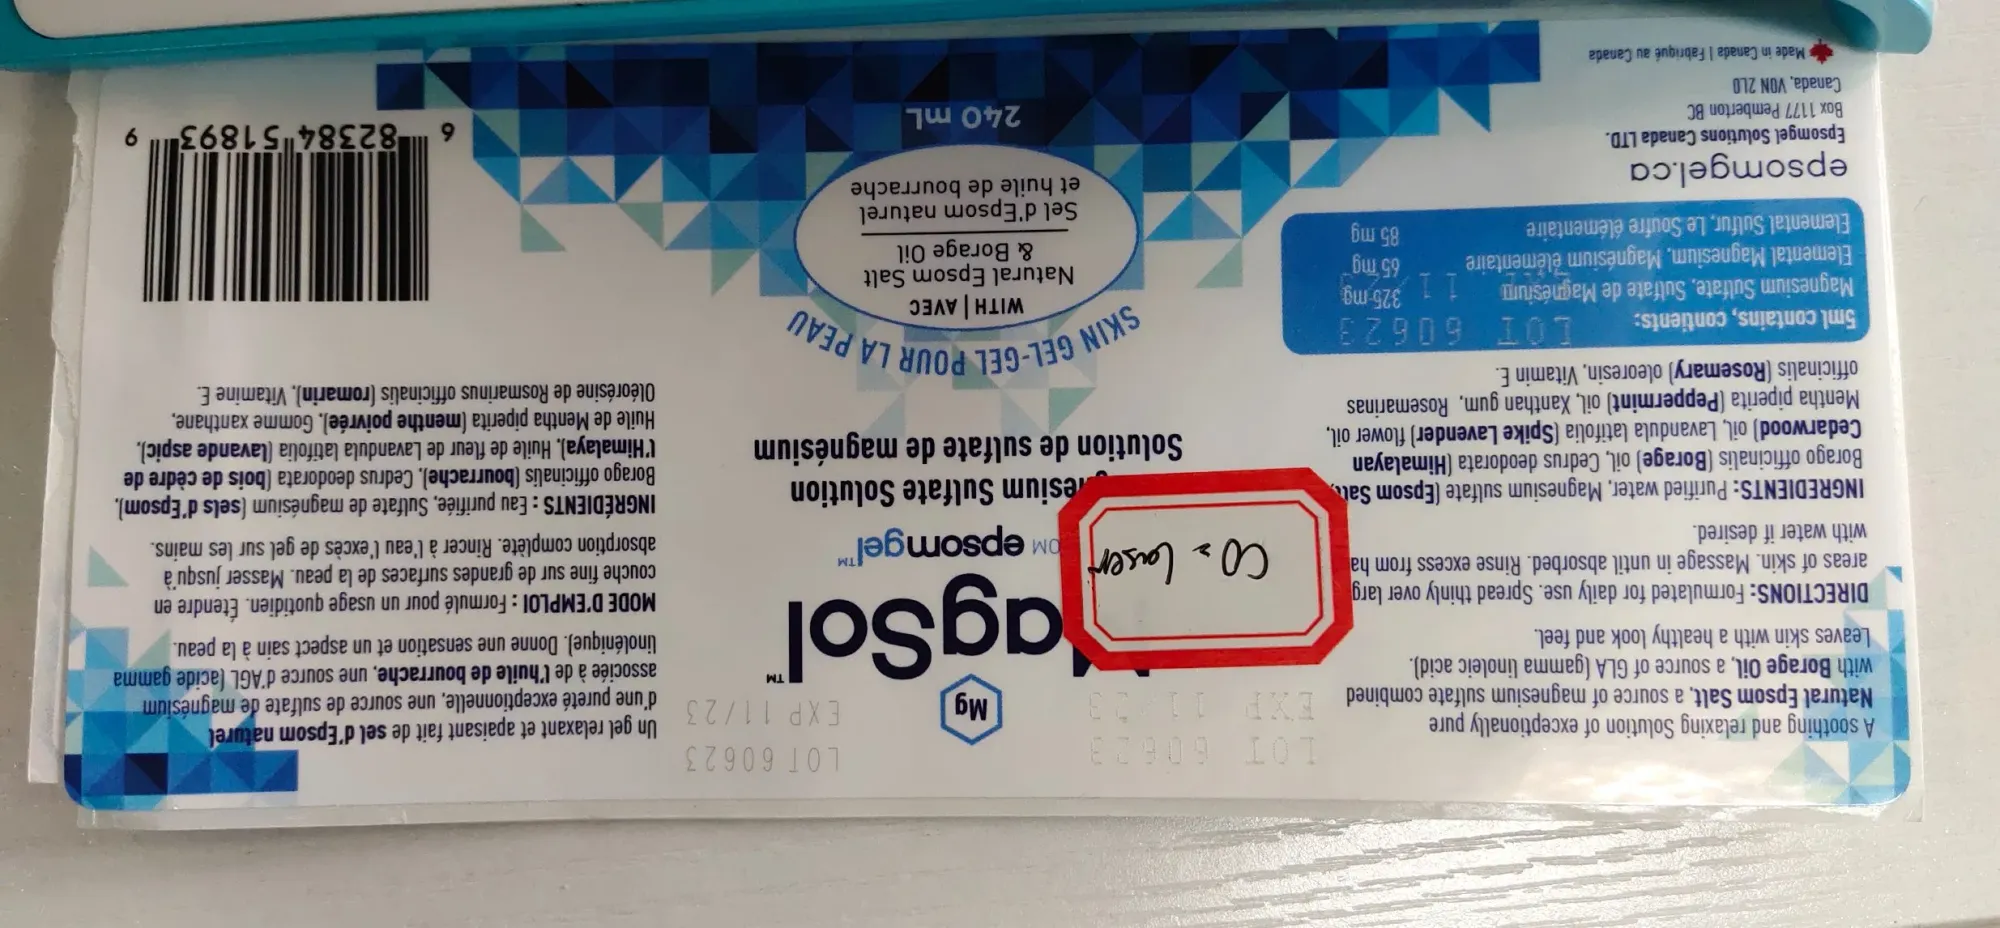 A soothing and relaxing Solution of exceptionally pure
Natural Epsom Salt, a source of magnesium sulfate combined
with Borage Oil, a source of GLA (gamma linoleic acid).
Leaves skin with a healthy look and feel.
DIRECTIONS: Formulated for daily use. Spread thinly over larg
areas of skin. Massage in until absorbed. Rinse excess from ha
with water if desired.
INGREDIENTS: Purified water, Magnesium sulfate (Epsom Salt
Borago officinalis (Borage) oil, Cedrus deodorata (Himalayan
Cedarwood) oil, Lavandula latifolia (Spike Lavender) flower oil,
Mentha piperita (Peppermint) oil, Xanthan gum, Rosemarinas
officinalis (Rosemary) oleoresin, Vitamin E.
5ml contains, contients:
LOT 60623
Magnesium Sulfate, Sulfate de Magnésium 325 mg
Elemental Magnesium, Magnésium élémentaire 65 mg
Elemental Sulfur, Le Soufre élémentaire 85 mg
epsomgel.ca
Epsomgel Solutions Canada LTD.
Box 1177 Pemberton BC
Canada, V0N 2L0
Made in Canada | Fabriqué au Canada
LOT 60623
EXP 11/23
Mg
LOT 60623
EXP 11/23
MagSol™
CO₂ Laser
OM epsomgel™
esium Sulfate Solution
Solution de sulfate de magnésium
SKIN GEL-GEL POUR LA PEAU
WITH | AVEC
Natural Epsom Salt
& Borage Oil
Sel d'Epsom naturel
et huile de bourrache
240 mL
Un gel relaxant et apaisant fait de sel d'Epsom naturel
d'une pureté exceptionnelle, une source de sulfate de magnésium
associée à de l'huile de bourrache, une source d'AGL (acide gamma
linolénique). Donne une sensation et un aspect sain à la peau.
MODE D'EMPLOI : Formulé pour un usage quotidien. Étendre en
couche fine sur de grandes surfaces de la peau. Masser jusqu'à
absorption complète. Rincer à l'eau l'excès de gel sur les mains.
INGRÉDIENTS : Eau purifiée, Sulfate de magnésium (sels d'Epsom),
Borago officinalis (bourrache), Cedrus deodorata (bois de cèdre de
l'Himalaya), Huile de fleur de Lavandula latifolia (lavande aspic),
Huile de Mentha piperita (menthe poivrée), Gomme xanthane,
Oléorésine de Rosmarinus officinalis (romarin), Vitamine E.
6 82384 51893 9